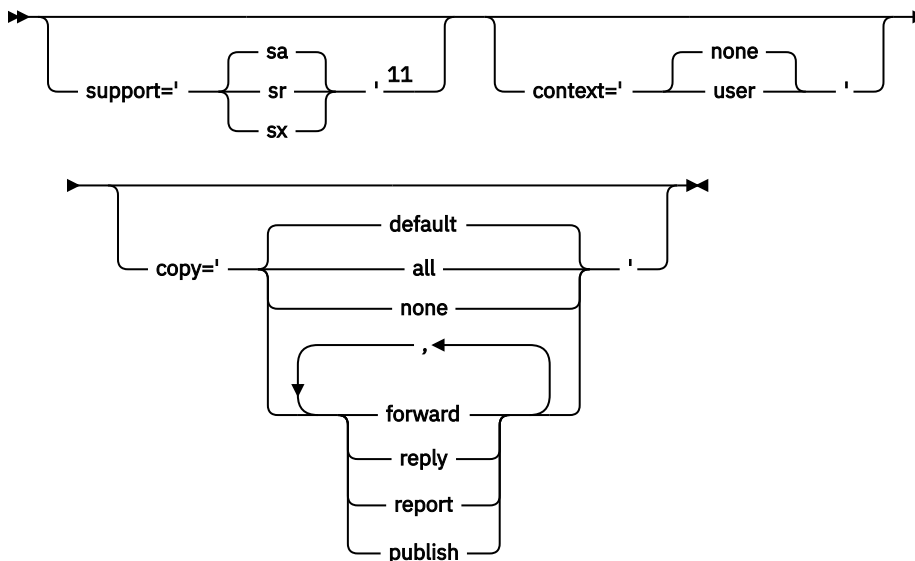 sa none
support=' sr ' 11 context=' user '
sx
default
copy=' all '
none
,
forward
reply
report
publish